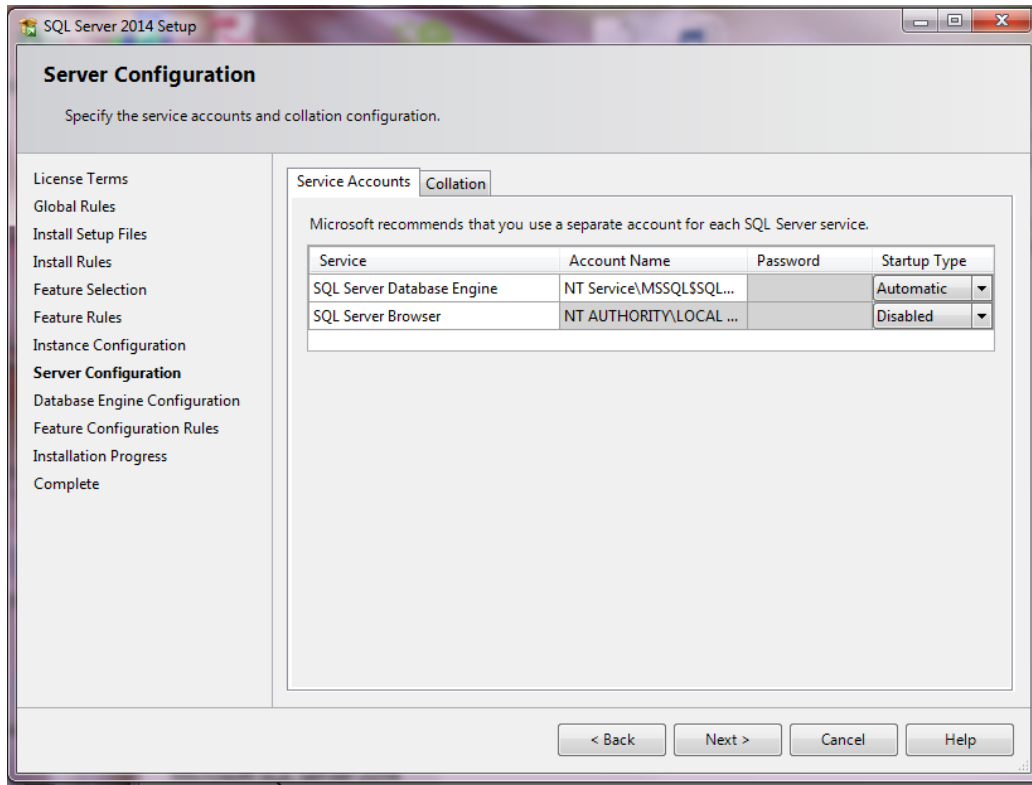 SQL Server 2014 Setup
Server Configuration
Specify the service accounts and collation configuration.
License Terms
Global Rules
Install Setup Files
Install Rules
Feature Selection
Feature Rules
Instance Configuration
Server Configuration
Database Engine Configuration
Feature Configuration Rules
Installation Progress
Complete
Service Accounts Collation
Microsoft recommends that you use a separate account for each SQL Server service.
Service Account Name Password Startup Type
SQL Server Database Engine NT Service\MSSQL$SQL... Automatic
SQL Server Browser NT AUTHORITY\LOCAL ... Disabled
< Back Next > Cancel Help